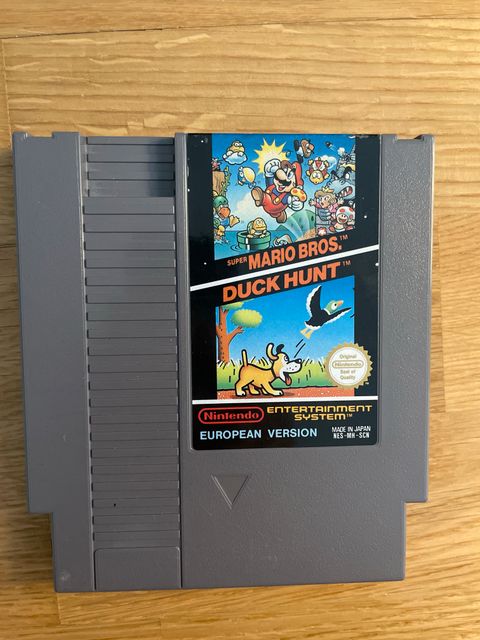 SUPER MARIO BROS.™
DUCK HUNT™
Original
Nintendo
Seal of
Quality
Nintendo ENTERTAINMENT
SYSTEM™
EUROPEAN VERSION
MADE IN JAPAN
NES-MH-SCN